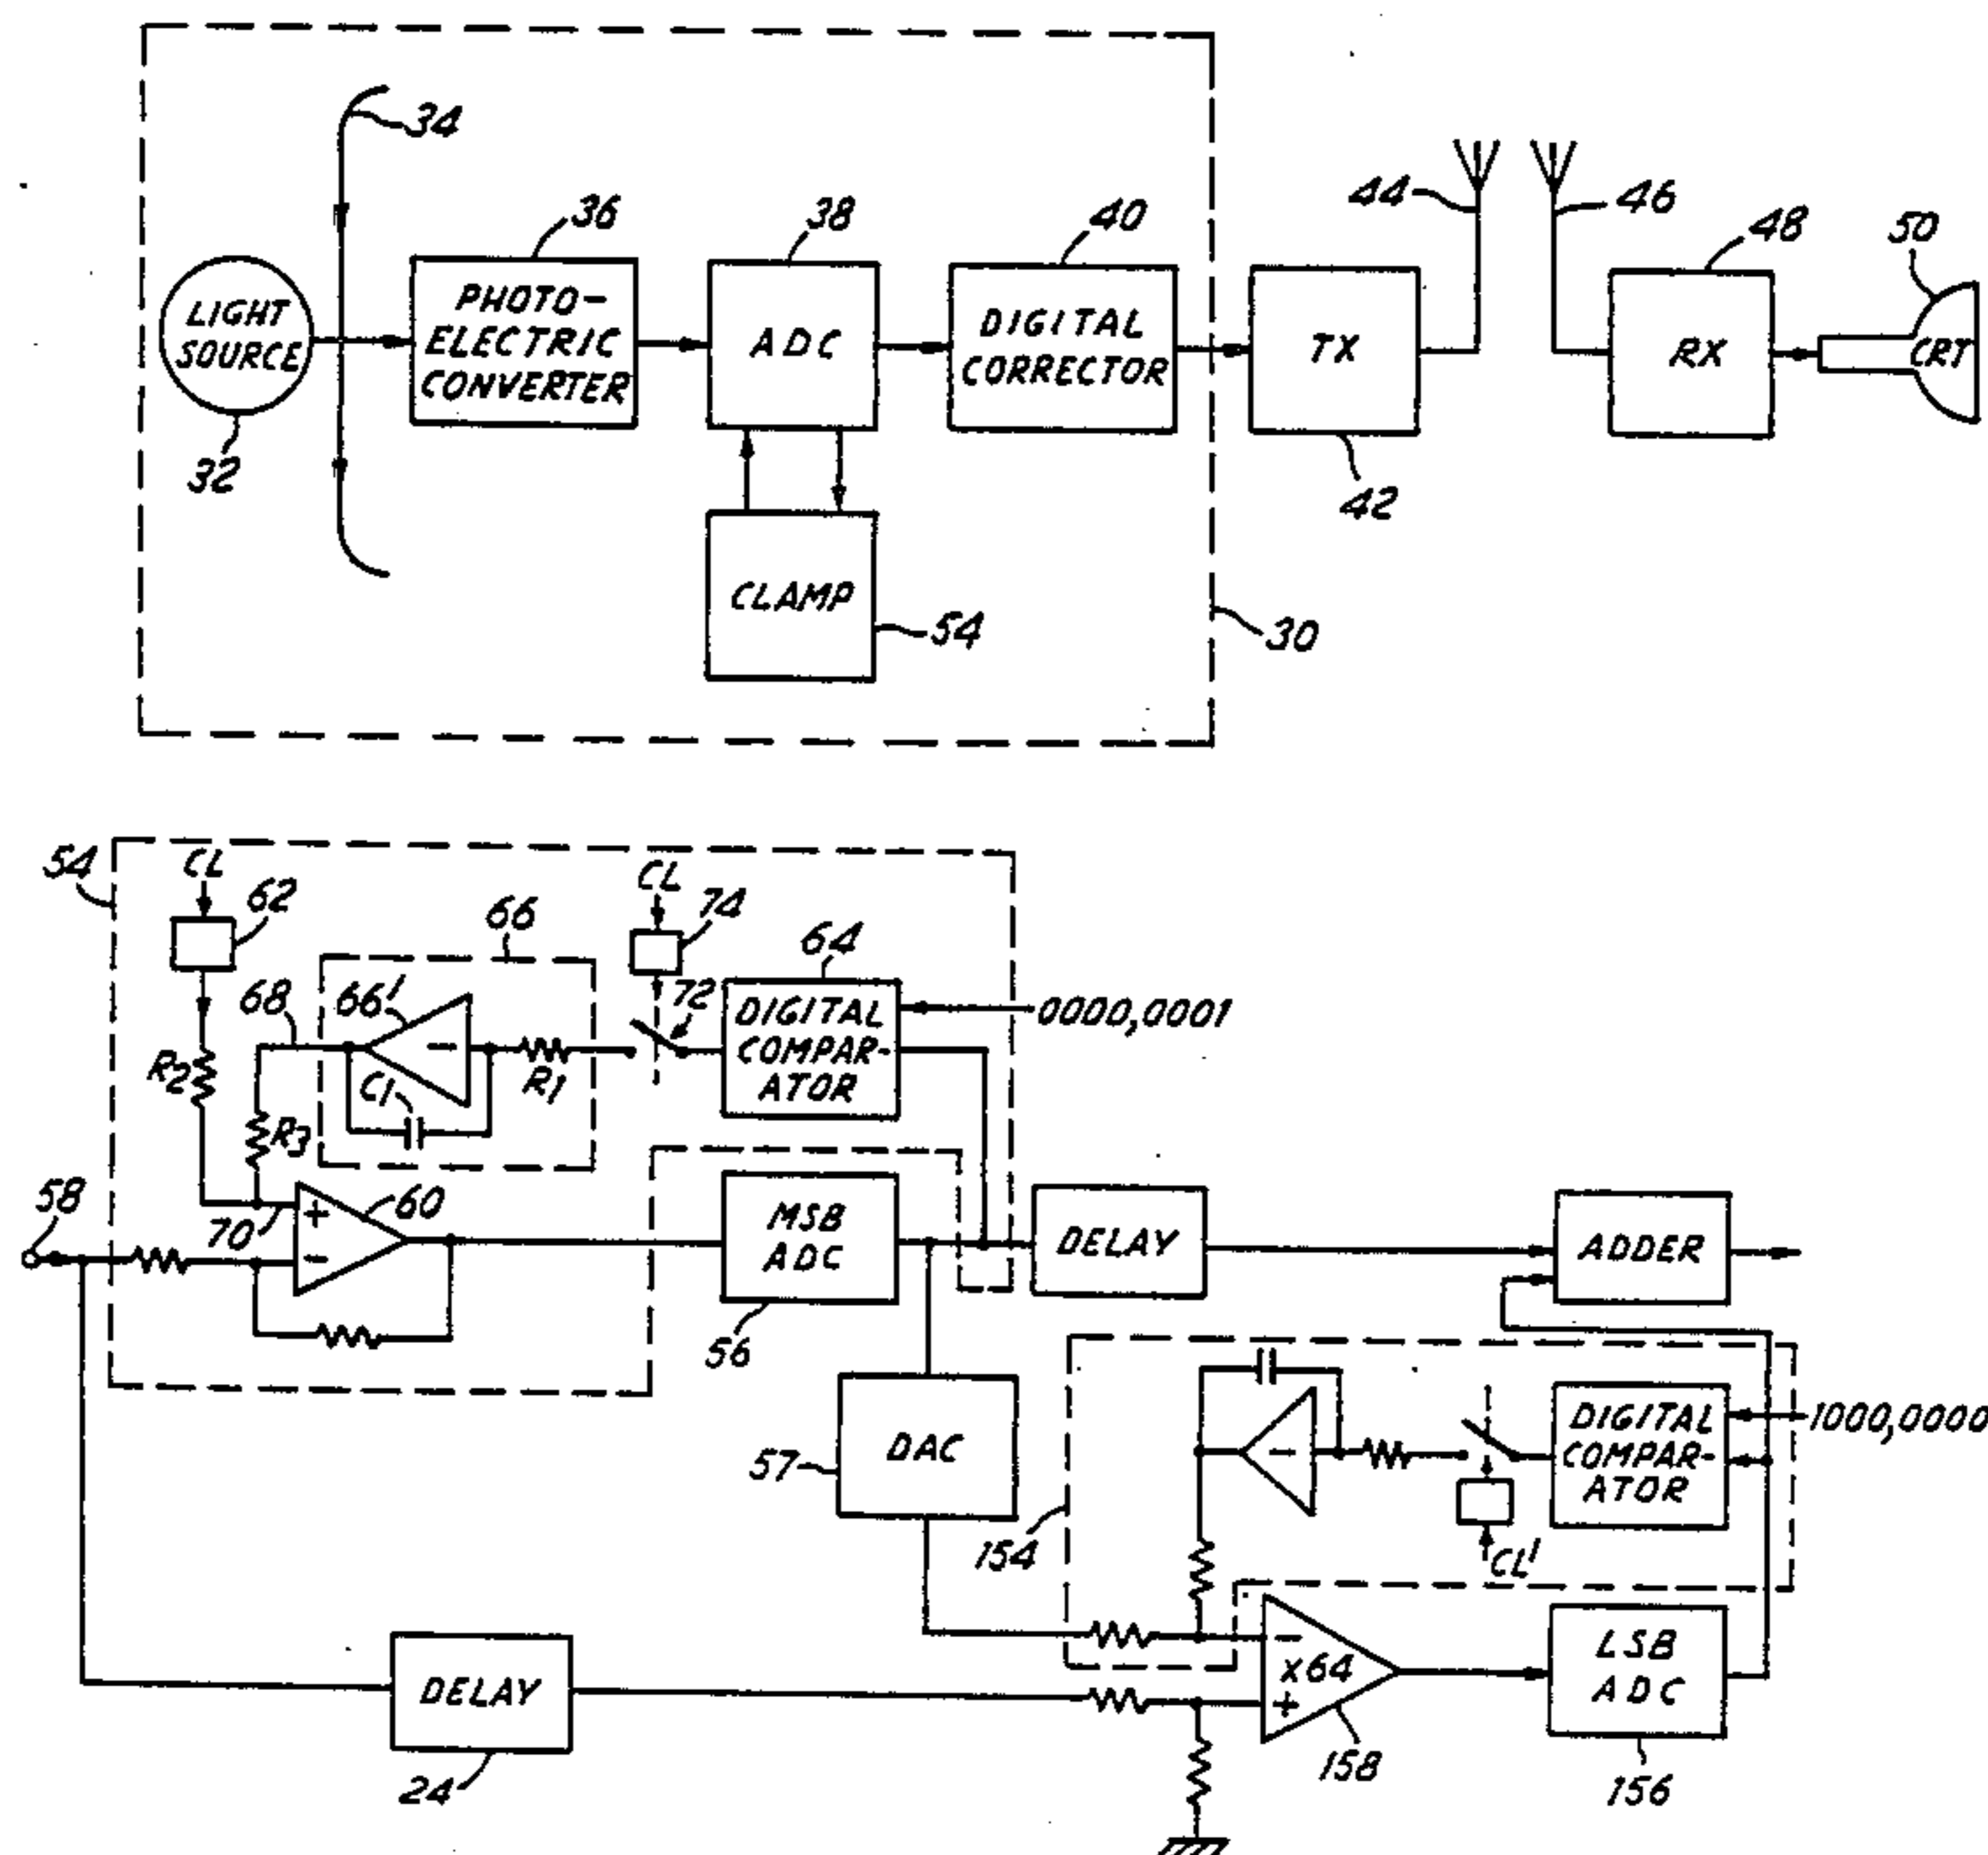 34
36
38
40
44
46
48
50
LIGHT
SOURCE
PHOTO-
ELECTRIC
CONVERTER
ADC
DIGITAL
CORRECTOR
TX
RX
CRT
32
42
CLAMP
54
30
54
CL
62
66
CL
74
64
68
66'
72
DIGITAL
COMPAR-
ATOR
0000,0001
R2
C1
R1
R3
58
70
+
-
60
MSB
ADC
DELAY
ADDER
56
57
DAC
-
DIGITAL
COMPAR-
ATOR
1000,0000
154
CL'
DELAY
24
-
X64
+
158
LSB
ADC
156
-